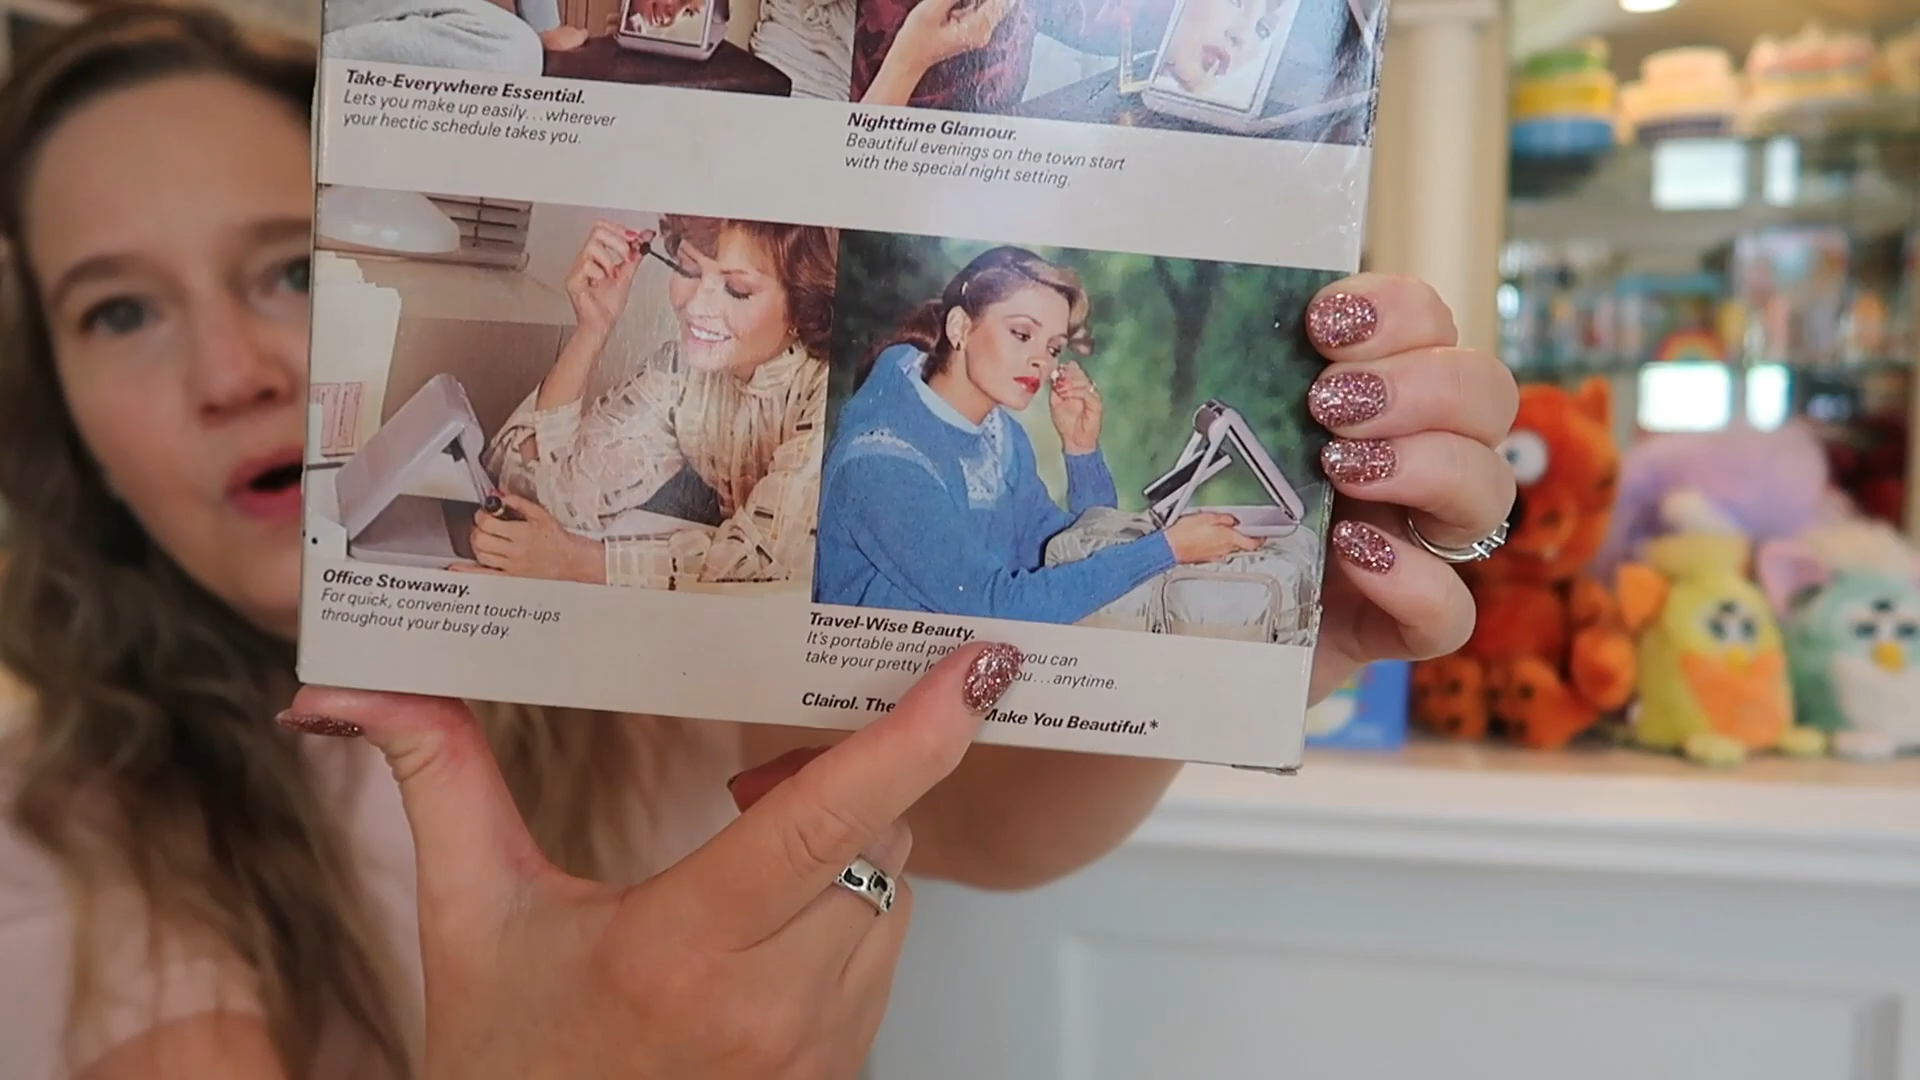 Take-Everywhere Essential.
Lets you make up easily...wherever
your hectic schedule takes you.
Nighttime Glamour.
Beautiful evenings on the town start
with the special night setting.
Office Stowaway.
For quick, convenient touch-ups
throughout your busy day.
Travel-Wise Beauty.
It's portable and you can
take your pretty ...anytime.
Clairol. The Make You Beautiful.*